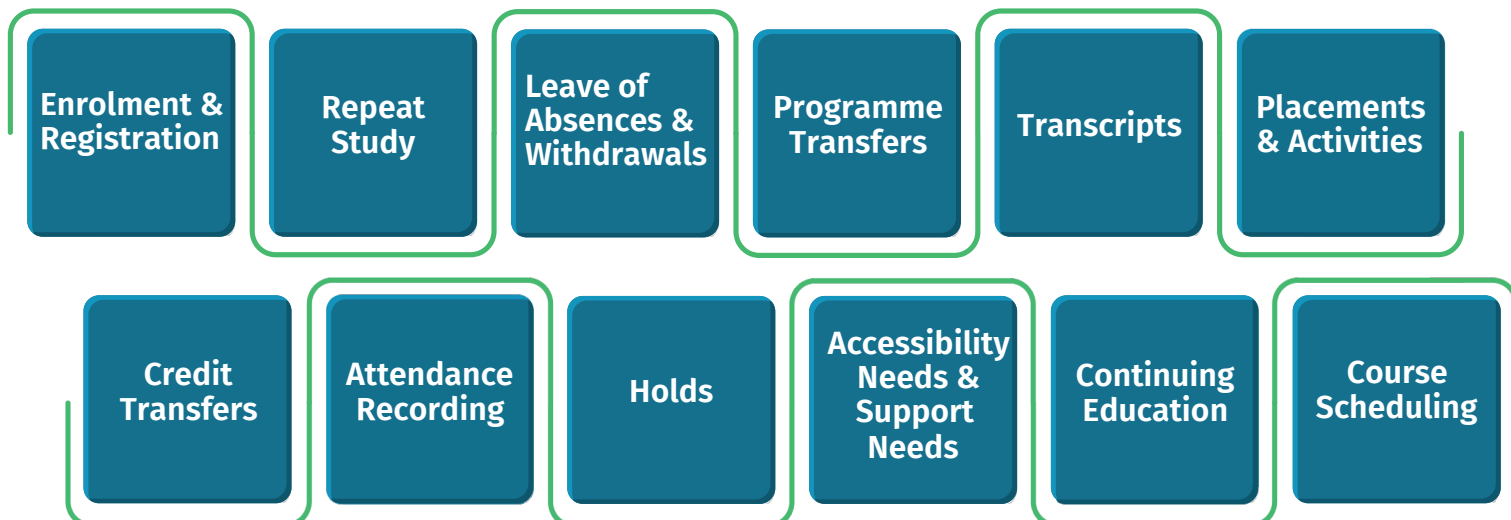 Enrolment &
Registration
Repeat
Study
Leave of
Absences &
Withdrawals
Programme
Transfers
Transcripts
Placements
& Activities
Credit
Transfers
Attendance
Recording
Holds
Accessibility
Needs &
Support
Needs
Continuing
Education
Course
Scheduling